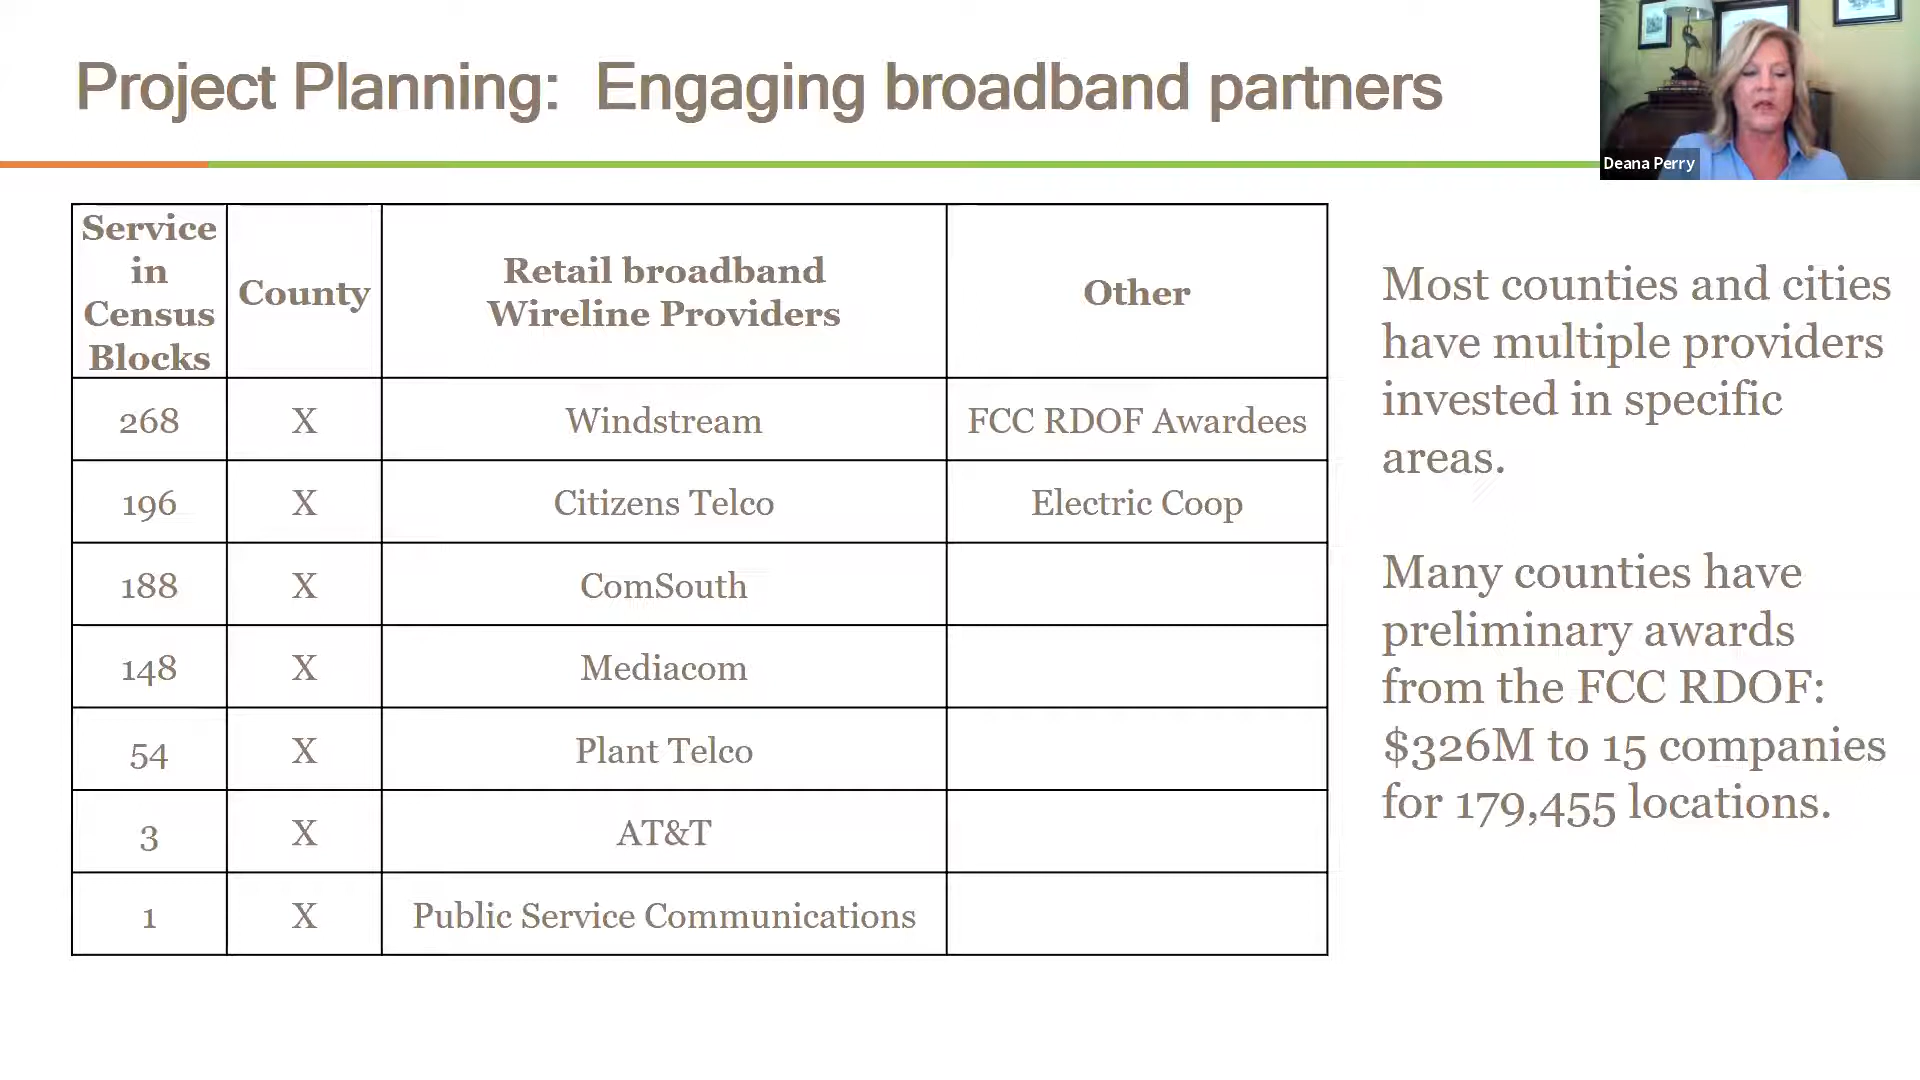 Project Planning:  Engaging broadband partners
Deana Perry
Service in Census Blocks County Retail broadband Wireline Providers Other
268 X Windstream FCC RDOF Awardees
196 X Citizens Telco Electric Coop
188 X ComSouth
148 X Mediacom
54 X Plant Telco
3 X AT&T
1 X Public Service Communications
Most counties and cities
have multiple providers
invested in specific
areas.
Many counties have
preliminary awards
from the FCC RDOF:
$326M to 15 companies
for 179,455 locations.